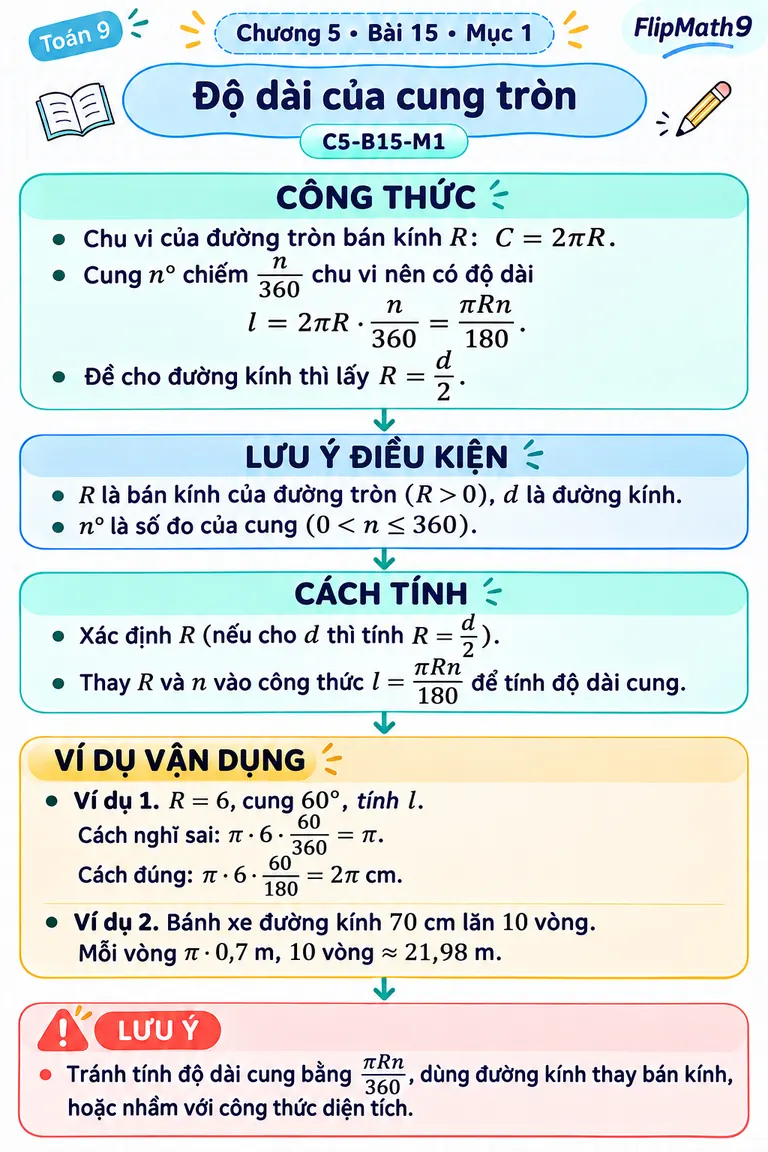 Toán 9
Chương 5 • Bài 15 • Mục 1
FlipMath9
Độ dài của cung tròn
C5-B15-M1
CÔNG THỨC
• Chu vi của đường tròn bán kính R: C = 2πR.
• Cung n° chiếm n/360 chu vi nên có độ dài
l = 2πR · n/360 = πRn/180.
• Đề cho đường kính thì lấy R = d/2.
LƯU Ý ĐIỀU KIỆN
• R là bán kính của đường tròn (R > 0), d là đường kính.
• n° là số đo của cung (0 < n ≤ 360).
CÁCH TÍNH
• Xác định R (nếu cho d thì tính R = d/2).
• Thay R và n vào công thức l = πRn/180 để tính độ dài cung.
VÍ DỤ VẬN DỤNG
• Ví dụ 1. R = 6, cung 60°, tính l.
Cách nghĩ sai: π · 6 · 60/360 = π.
Cách đúng: π · 6 · 60/180 = 2π cm.
• Ví dụ 2. Bánh xe đường kính 70 cm lăn 10 vòng.
Mỗi vòng π · 0,7 m, 10 vòng ≈ 21,98 m.
LƯU Ý
• Tránh tính độ dài cung bằng πRn/360, dùng đường kính thay bán kính,
hoặc nhầm với công thức diện tích.